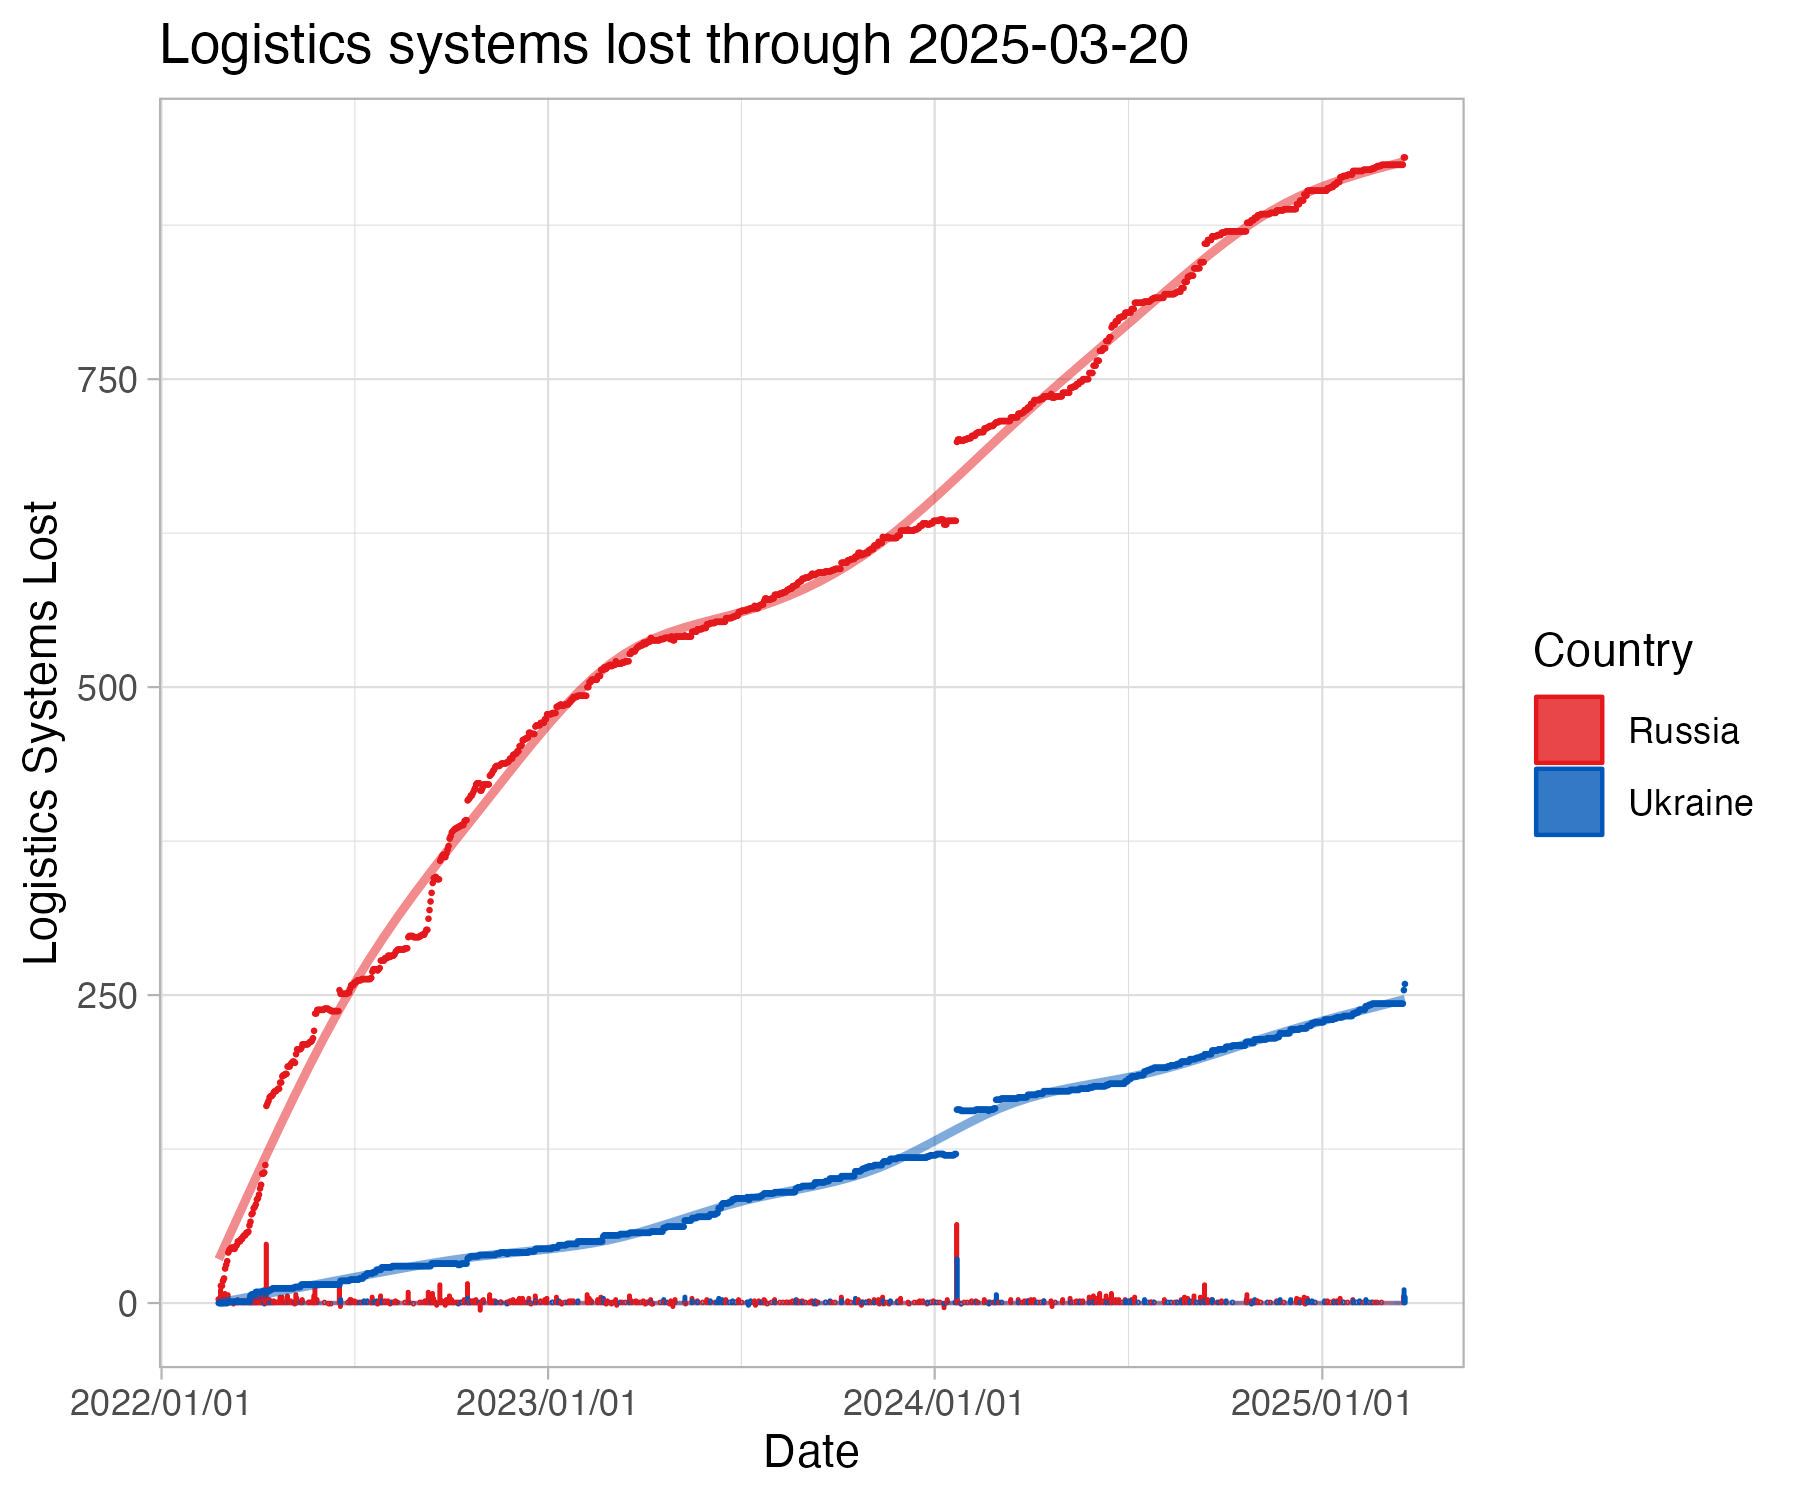 Logistics systems lost through 2025-03-20
Logistics Systems Lost
750
500
250
0
2022/01/01
2023/01/01
2024/01/01
2025/01/01
Date
Country
Russia
Ukraine